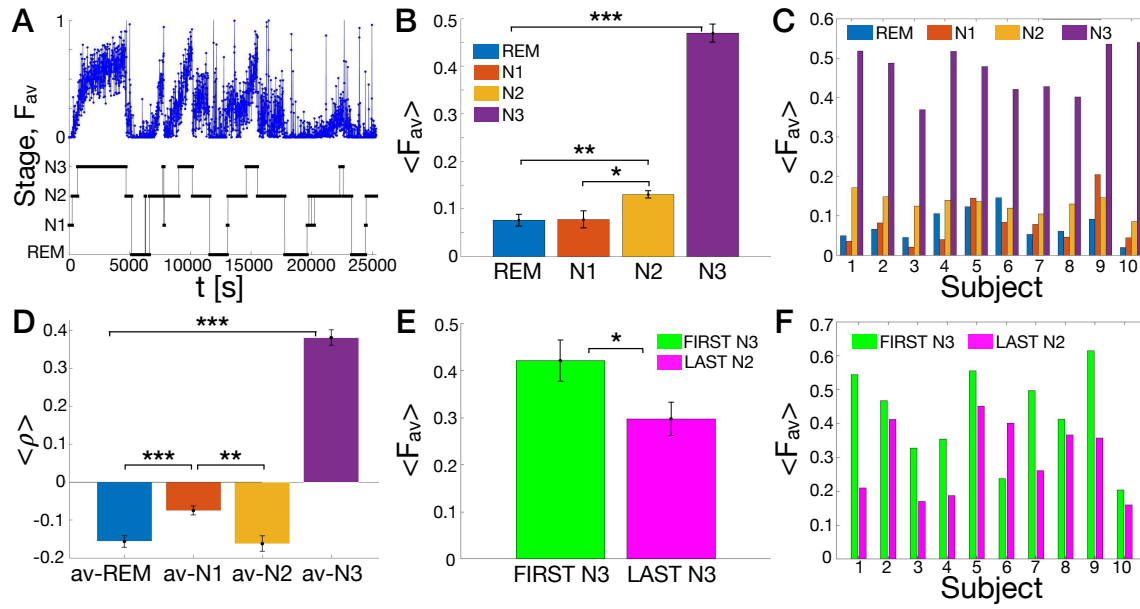 A
Stage, F_av
1
0
N3
N2
N1
REM
0 5000 10000 15000 20000 25000
t [s]
B
<F_av>
0.5
0.4
0.3
0.2
0.1
0
***
**
*
REM
N1
N2
N3
REM N1 N2 N3
C
<F_av>
0.6
0.5
0.4
0.3
0.2
0.1
0
REM N1 N2 N3
1 2 3 4 5 6 7 8 9 10
Subject
D
<ρ>
0.4
0.3
0.2
0.1
0
-0.1
-0.2
***
*** **
av-REM av-N1 av-N2 av-N3
E
<F_av>
0.5
0.4
0.3
0.2
0.1
0
*
FIRST N3
LAST N2
FIRST N3 LAST N3
F
<F_av>
0.7
0.6
0.5
0.4
0.3
0.2
0.1
0
FIRST N3 LAST N2
1 2 3 4 5 6 7 8 9 10
Subject